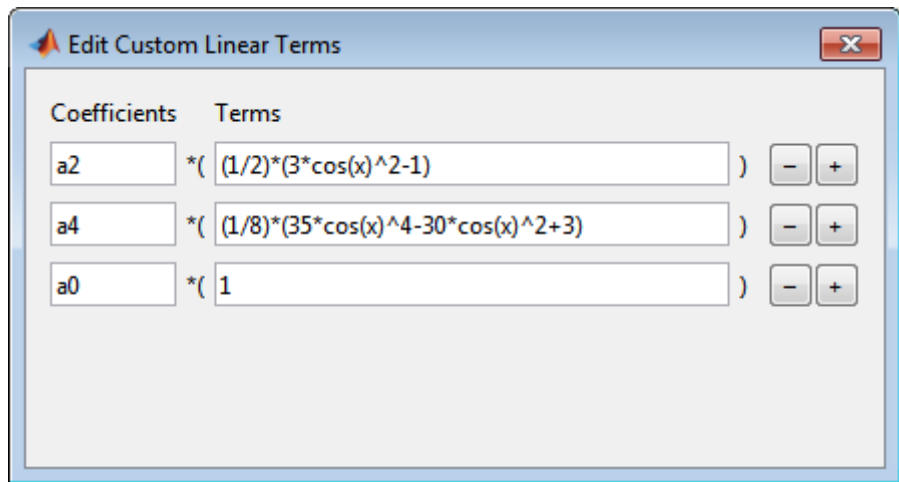 Edit Custom Linear Terms
Coefficients Terms
a2 *( (1/2)*(3*cos(x)^2-1) ) - +
a4 *( (1/8)*(35*cos(x)^4-30*cos(x)^2+3) ) - +
a0 *( 1 ) - +